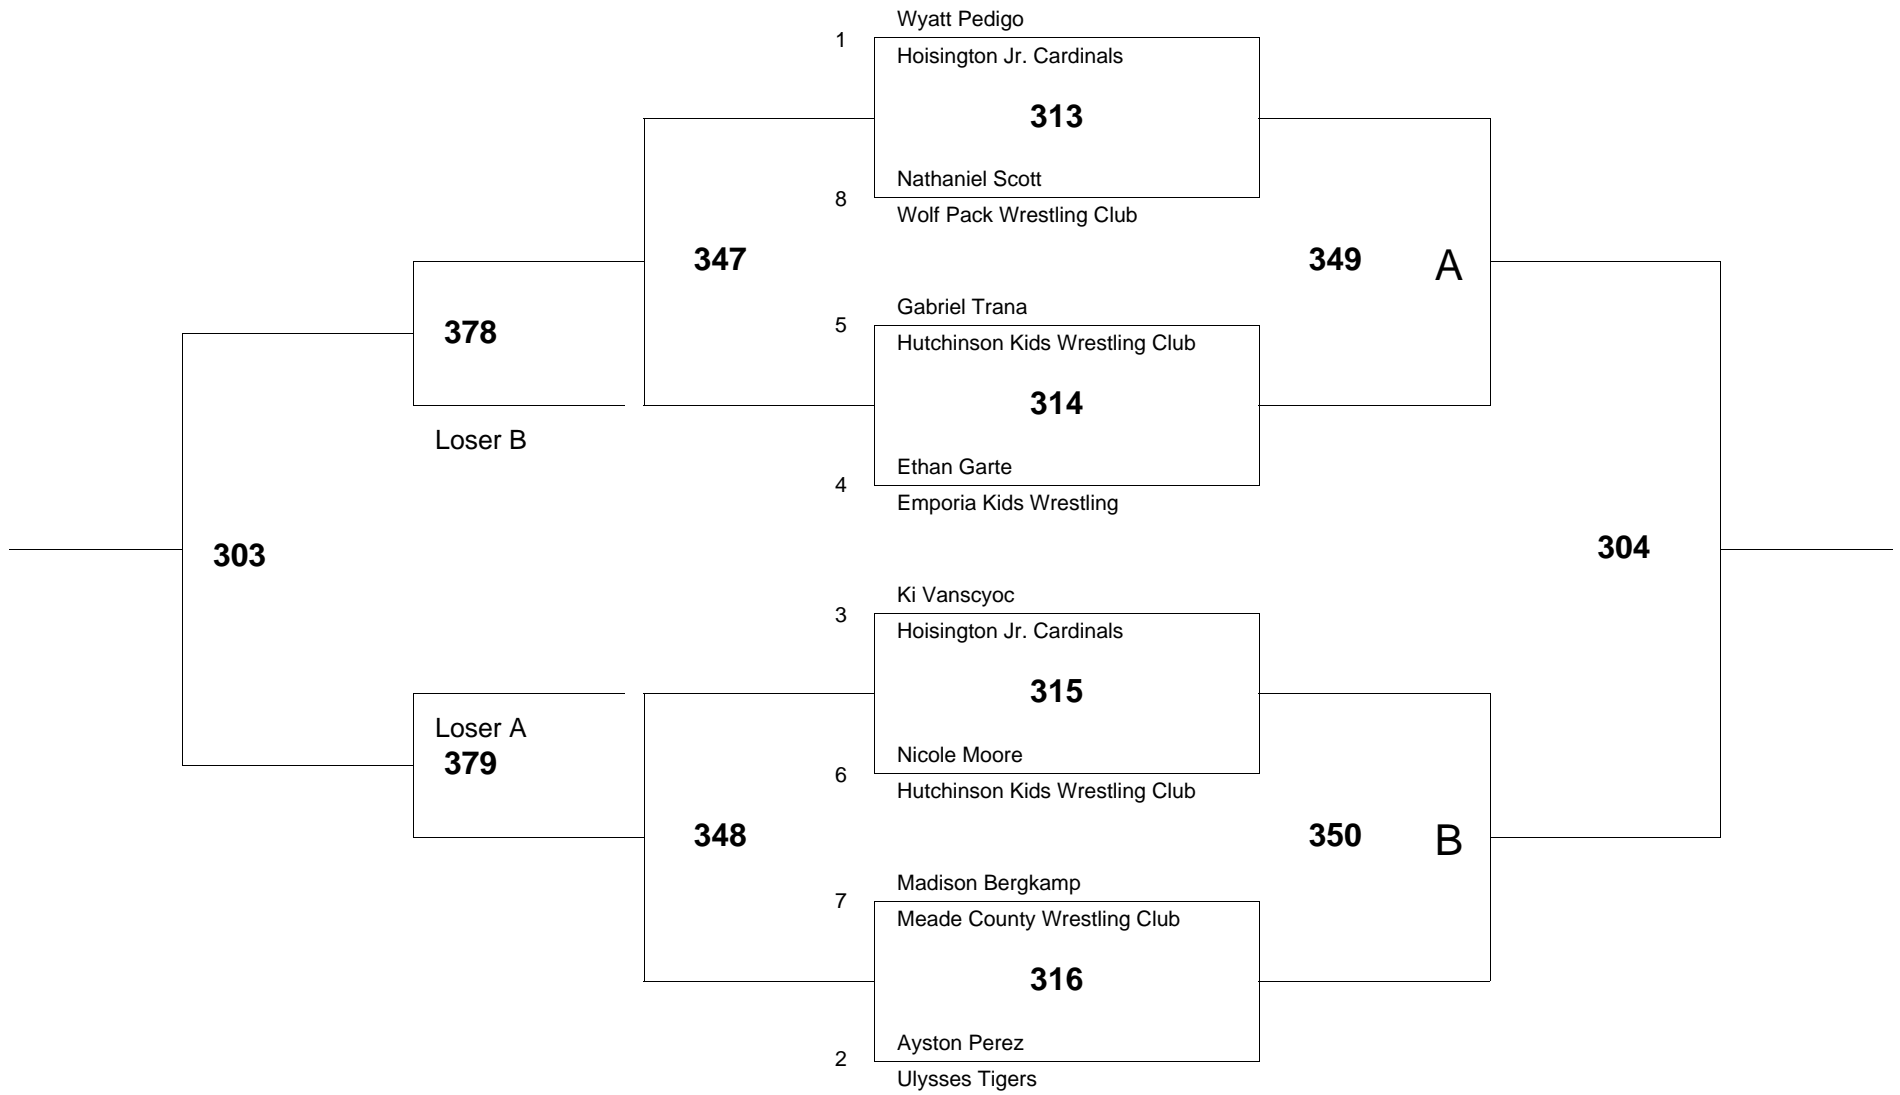 Wyatt Pedigo
1
Hoisington Jr. Cardinals
313
Nathaniel Scott
8
Wolf Pack Wrestling Club
347
349
A
Gabriel Trana
5
Hutchinson Kids Wrestling Club
378
314
Loser B
Ethan Garte
4
Emporia Kids Wrestling
303
304
Ki Vanscyoc
3
Hoisington Jr. Cardinals
315
Loser A
379
Nicole Moore
6
Hutchinson Kids Wrestling Club
348
350
B
Madison Bergkamp
7
Meade County Wrestling Club
316
Ayston Perez
2
Ulysses Tigers